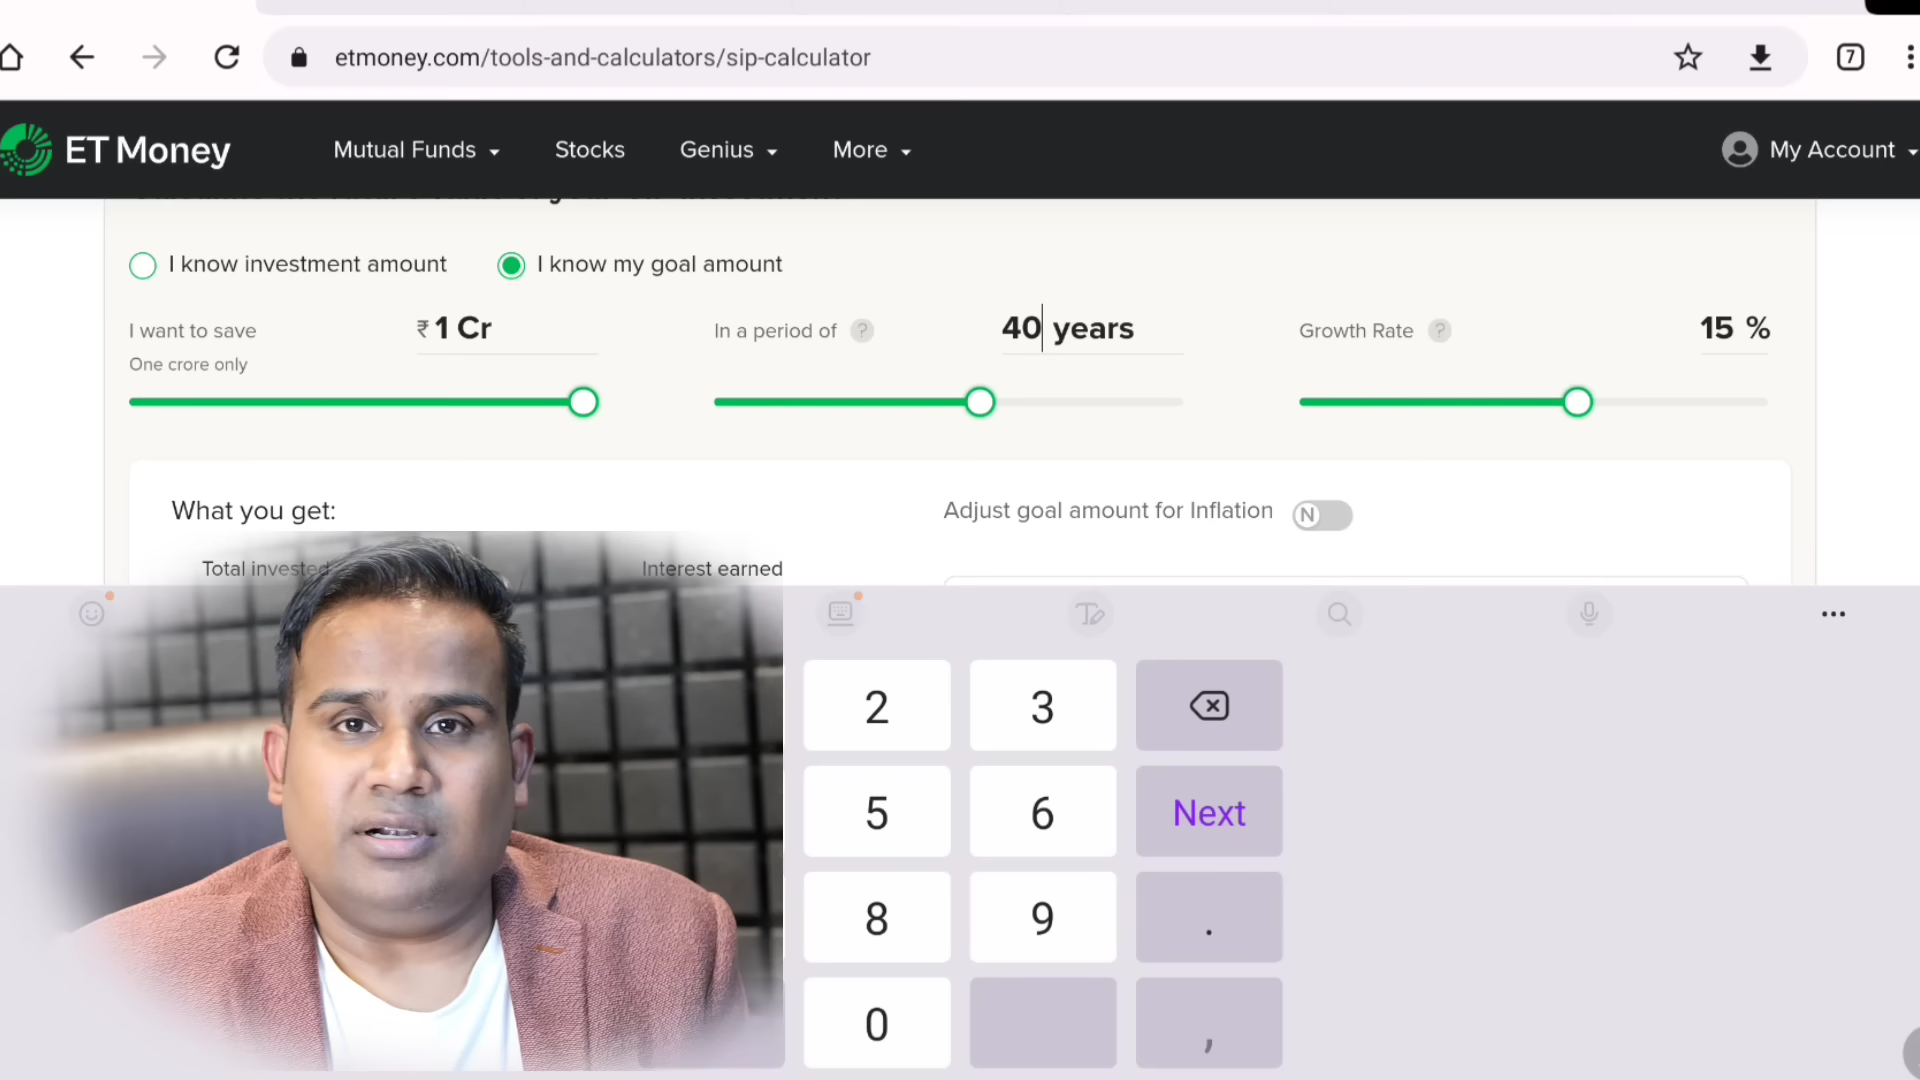 etmoney.com/tools-and-calculators/sip-calculator
7
ET Money
Mutual Funds
Stocks
Genius
More
My Account
I know investment amount
I know my goal amount
I want to save
₹ 1 Cr
One crore only
In a period of ?
40 years
Growth Rate ?
15 %
What you get:
Adjust goal amount for Inflation
N
Total invested
Interest earned
2
3
5
6
Next
8
9
.
0
,